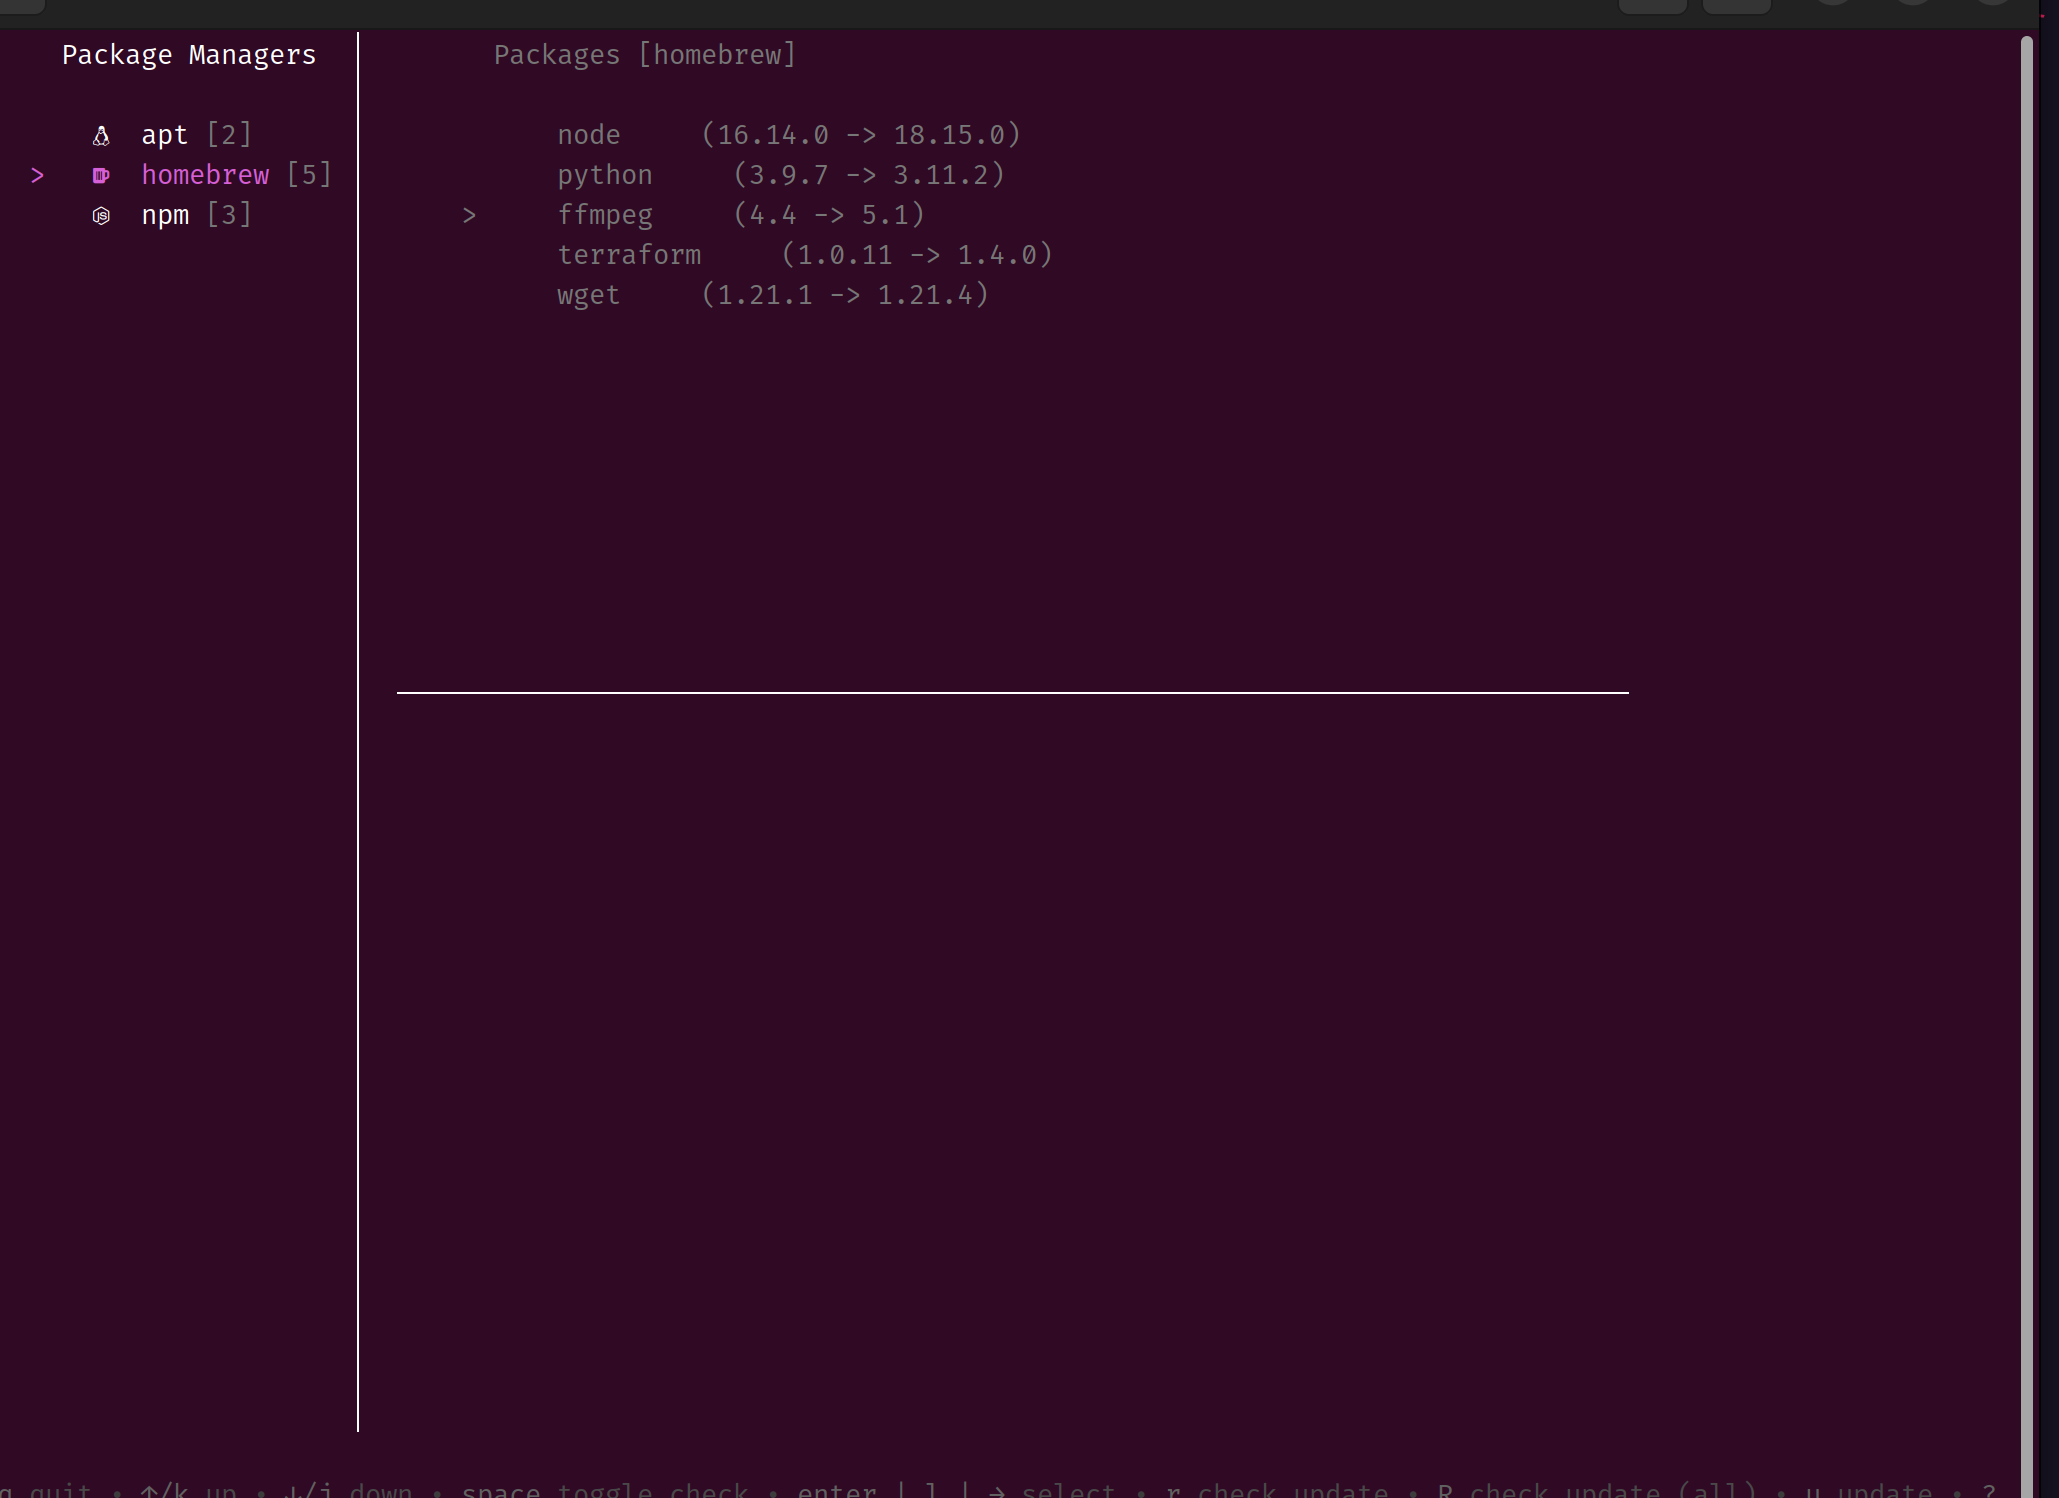 Package Managers
apt [2]
> homebrew [5]
npm [3]
Packages [homebrew]
node (16.14.0 -> 18.15.0)
python (3.9.7 -> 3.11.2)
> ffmpeg (4.4 -> 5.1)
terraform (1.0.11 -> 1.4.0)
wget (1.21.1 -> 1.21.4)
q quit • ↑/k up • ↓/j down • space toggle check • enter | l | → select • r check update • R check update (all) • u update • ?